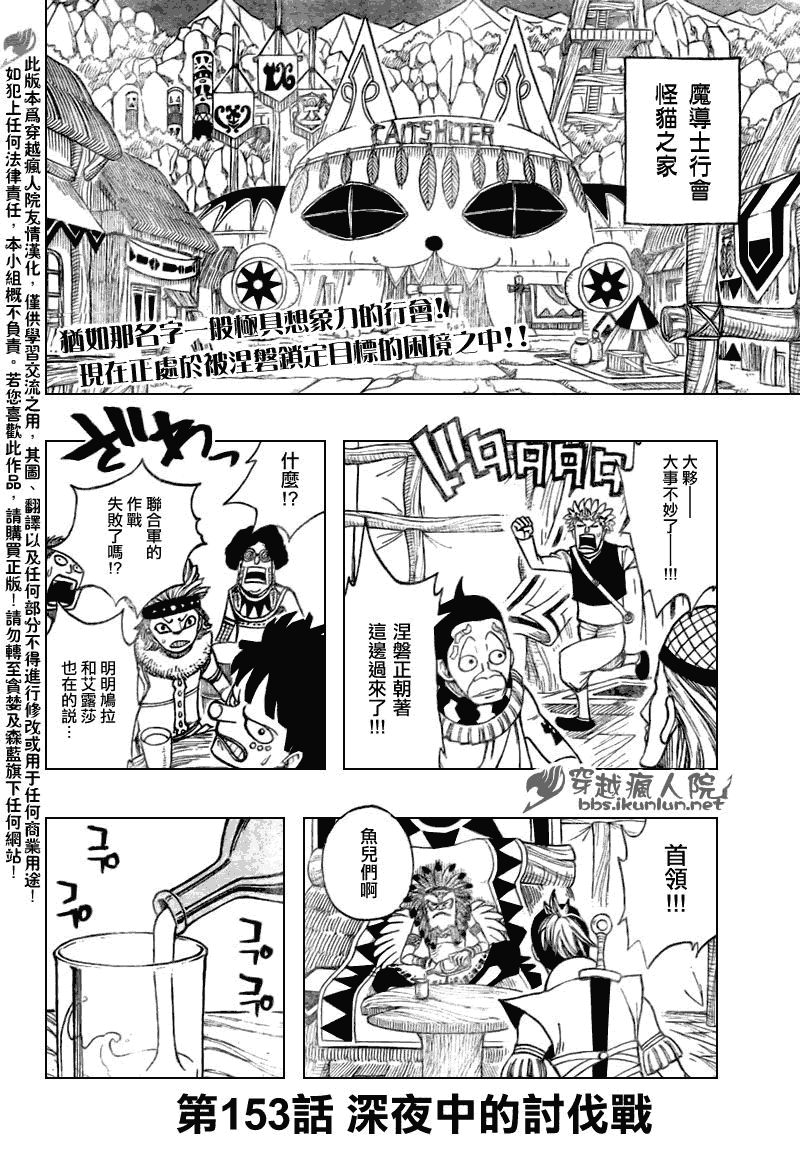 魔導士行會
怪貓之家
CAITSHLTER
猶如那名字一般極具想象力的行會!
現在正處於被涅磐鎖定目標的困境之中!!
大夥——
大事不妙了——!!!
ドタタタタ
涅磐正朝著
這邊過來了!!!
什麼!?
聯合軍的
作戰
失敗了嗎!?
明明鳩拉
和艾露莎
也在的説…
首領!!!
魚兒們啊
第153話 深夜中的討伐戰
此版本爲穿越瘋人院友情漢化，僅供學習交流之用，其圖、翻譯以及任何部分不得進行修改或用于任何商業用途！
如犯上任何法律責任，本小組概不負責。若您喜歡此作品，請購買正版！請勿轉至貪婪及森藍旗下任何網站！
穿越瘋人院
bbs.ikunlun.net